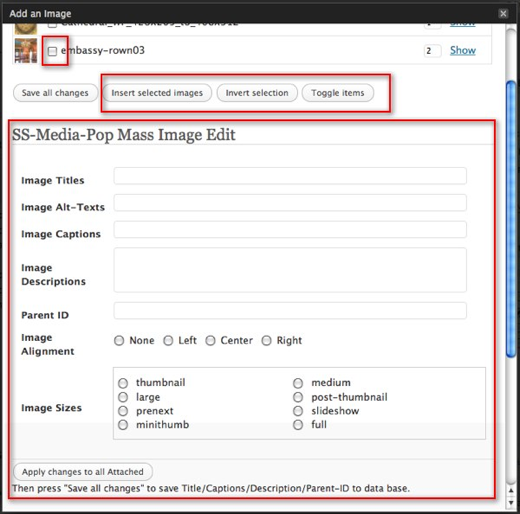 Add an Image
Cathedral_wf_128x205_to_168x312 Show
embassy-rown03 2 Show
Save all changes Insert selected images Invert selection Toggle items
SS-Media-Pop Mass Image Edit
Image Titles
Image Alt-Texts
Image Captions
Image
Descriptions
Parent ID
Image
Alignment
None Left Center Right
Image Sizes
thumbnail medium
large post-thumbnail
prenext slideshow
minithumb full
Apply changes to all Attached
Then press "Save all changes" to save Title/Captions/Description/Parent-ID to data base.